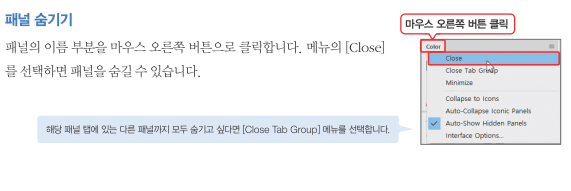 패널 숨기기
마우스 오른쪽 버튼 클릭
패널의 이름 부분을 마우스 오른쪽 버튼으로 클릭합니다. 메뉴의 [Close]
를 선택하면 패널을 숨길 수 있습니다.
Color
Close
Close Tab Group
Minimize
Collapse to Icons
Auto-Collapse Iconic Panels
Auto-Show Hidden Panels
Interface Options...
해당 패널 탭에 있는 다른 패널까지 모두 숨기고 싶다면 [Close Tab Group] 메뉴를 선택합니다.